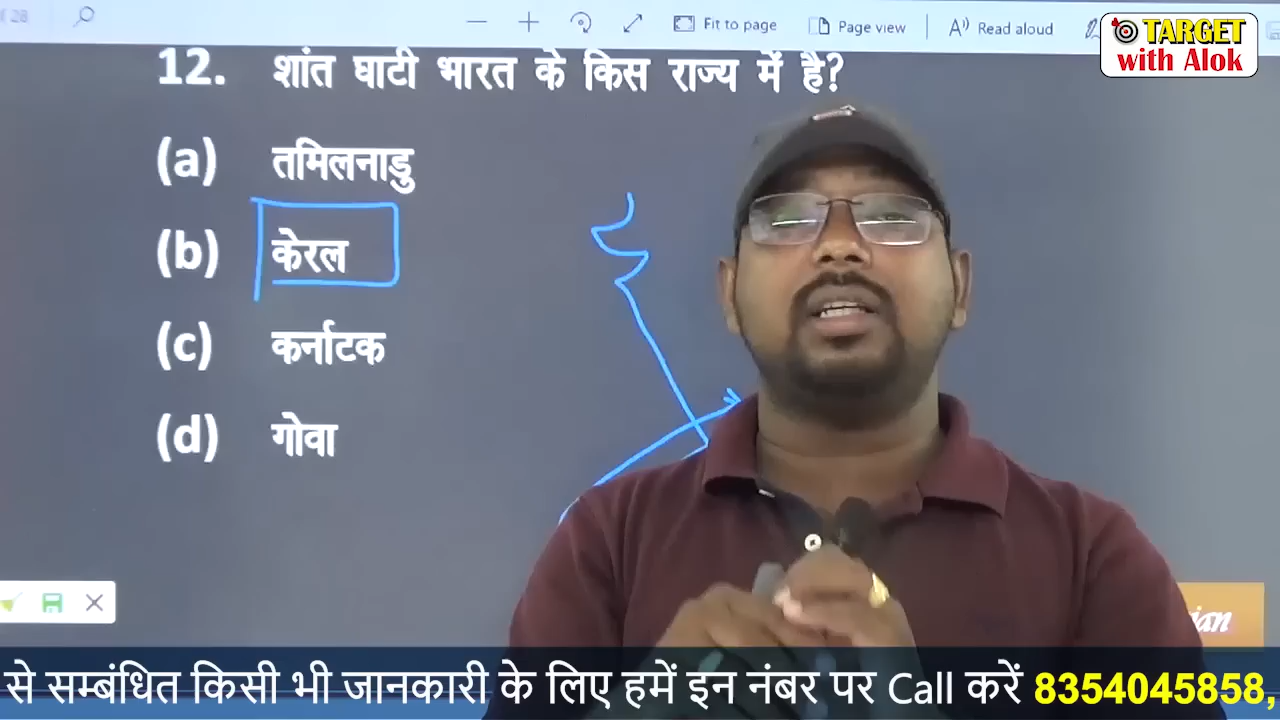 28
Fit to page
Page view
Read aloud
TARGET
with Alok
12. शांत घाटी भारत के किस राज्य में है?
(a) तमिलनाडु
(b) केरल
(c) कर्नाटक
(d) गोवा
से सम्बंधित किसी भी जानकारी के लिए हमें इन नंबर पर Call करें 8354045858,